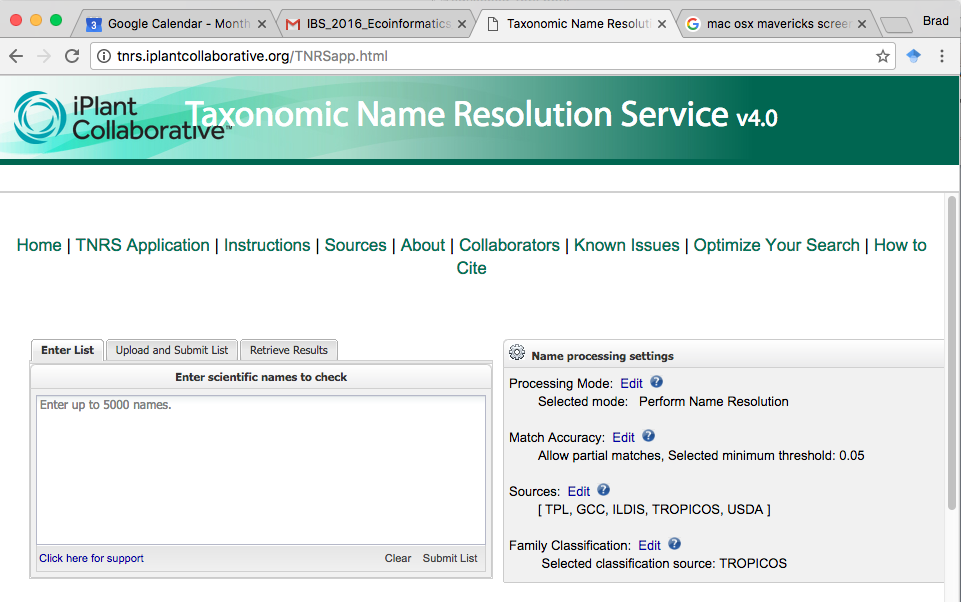 3 Google Calendar - Month
IBS_2016_Ecoinformatics
Taxonomic Name Resoluti
G mac osx mavericks screen
Brad
tnrs.iplantcollaborative.org/TNRSapp.html
iPlant
Collaborative™
Taxonomic Name Resolution Service v4.0
Home | TNRS Application | Instructions | Sources | About | Collaborators | Known Issues | Optimize Your Search | How to
Cite
Enter List
Upload and Submit List
Retrieve Results
Enter scientific names to check
Enter up to 5000 names.
Click here for support
Clear
Submit List
Name processing settings
Processing Mode: Edit ?
Selected mode: Perform Name Resolution
Match Accuracy: Edit ?
Allow partial matches, Selected minimum threshold: 0.05
Sources: Edit ?
[ TPL, GCC, ILDIS, TROPICOS, USDA ]
Family Classification: Edit ?
Selected classification source: TROPICOS